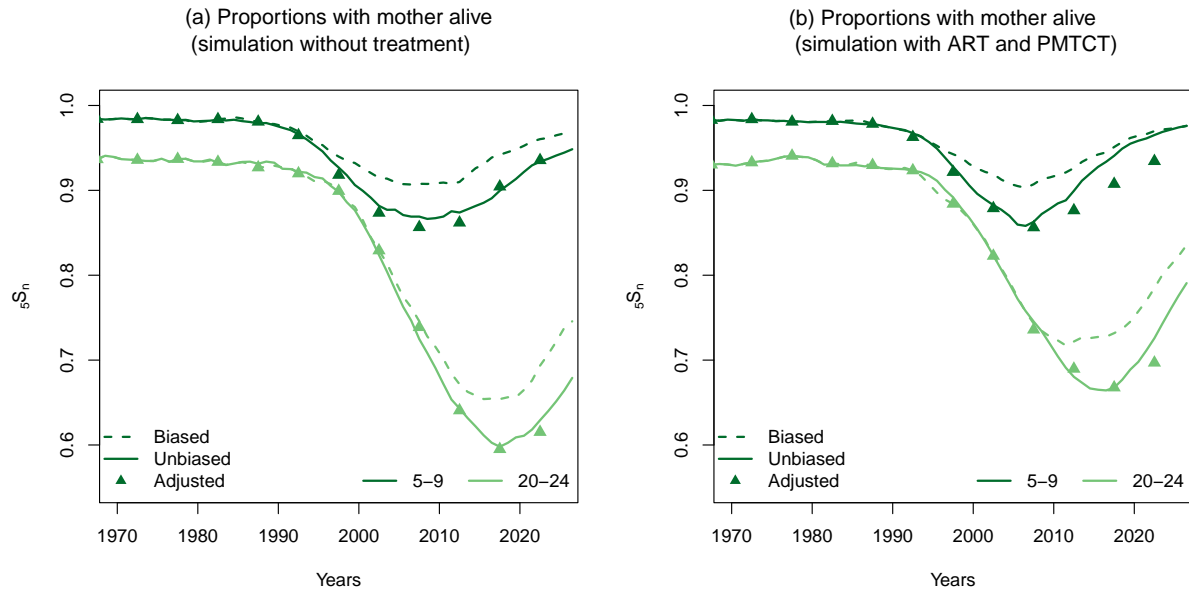 (a) Proportions with mother alive
(simulation without treatment)
1.0
0.9
0.8
0.7
0.6
5Sn
Biased
Unbiased
Adjusted
5−9
20−24
1970 1980 1990 2000 2010 2020
Years
(b) Proportions with mother alive
(simulation with ART and PMTCT)
1.0
0.9
0.8
0.7
0.6
5Sn
Biased
Unbiased
Adjusted
5−9
20−24
1970 1980 1990 2000 2010 2020
Years